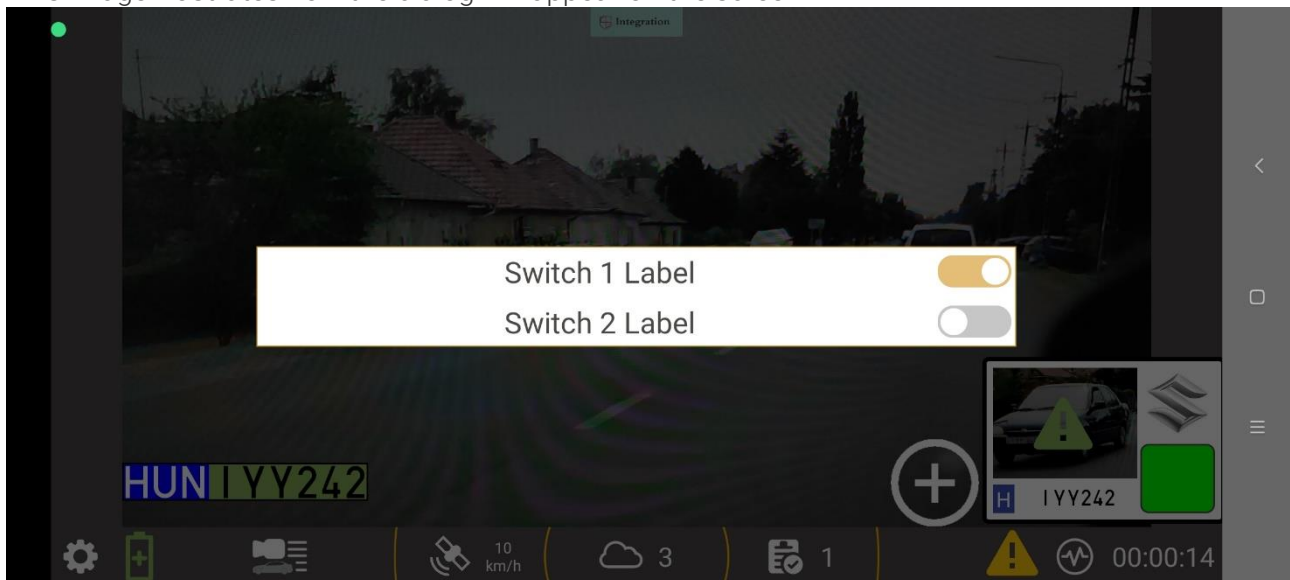 Integration
Switch 1 Label
Switch 2 Label
HUN IYY242
H IYY242
10
km/h
3
1
00:00:14